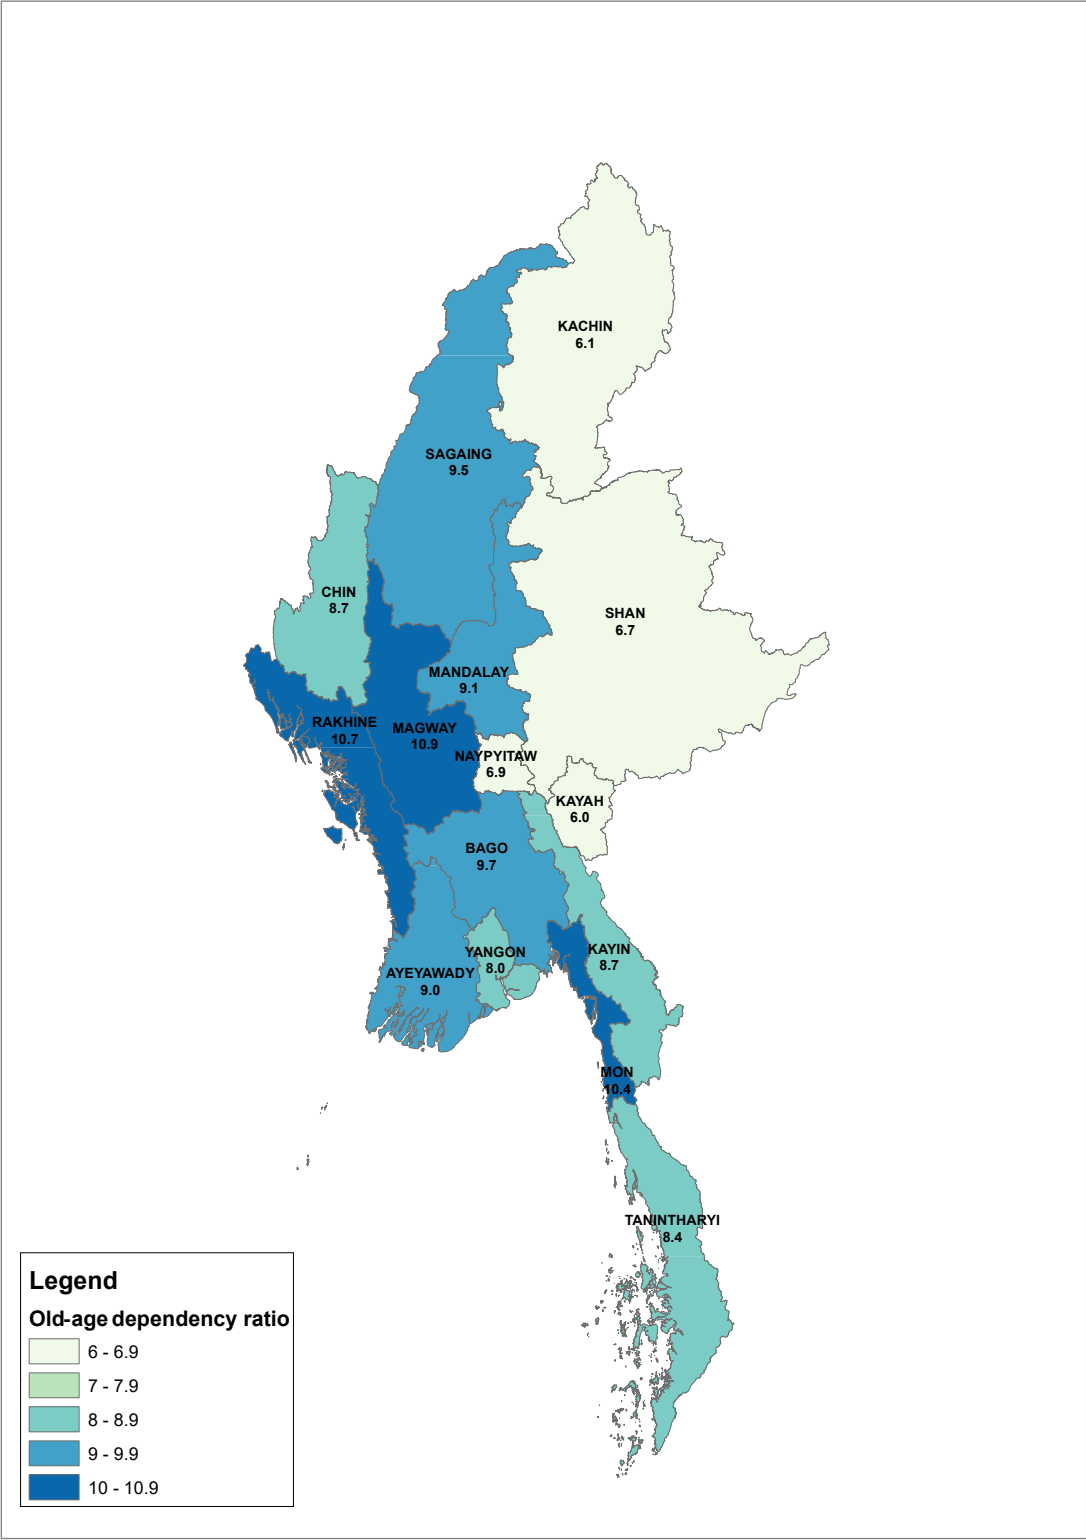 KACHIN
6.1
SAGAING
9.5
CHIN
8.7
SHAN
6.7
MANDALAY
9.1
RAKHINE
10.7
MAGWAY
10.9
NAYPYITAW
6.9
KAYAH
6.0
BAGO
9.7
YANGON
8.0
KAYIN
8.7
AYEYAWADY
9.0
MON
10.4
TANINTHARYI
8.4
Legend
Old-age dependency ratio
6 - 6.9
7 - 7.9
8 - 8.9
9 - 9.9
10 - 10.9